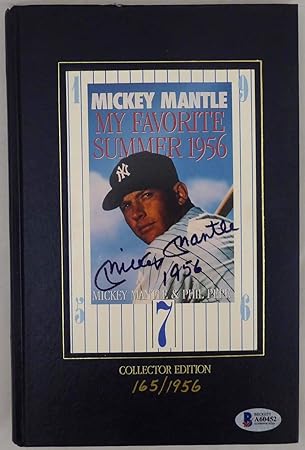 1 9
MICKEY MANTLE
MY FAVORITE
SUMMER 1956
NY
Mickey Mantle
1956
MICKEY MANTLE & PHIL PEPE
5 7 6
COLLECTOR EDITION
165/1956
BECKETT
A60452